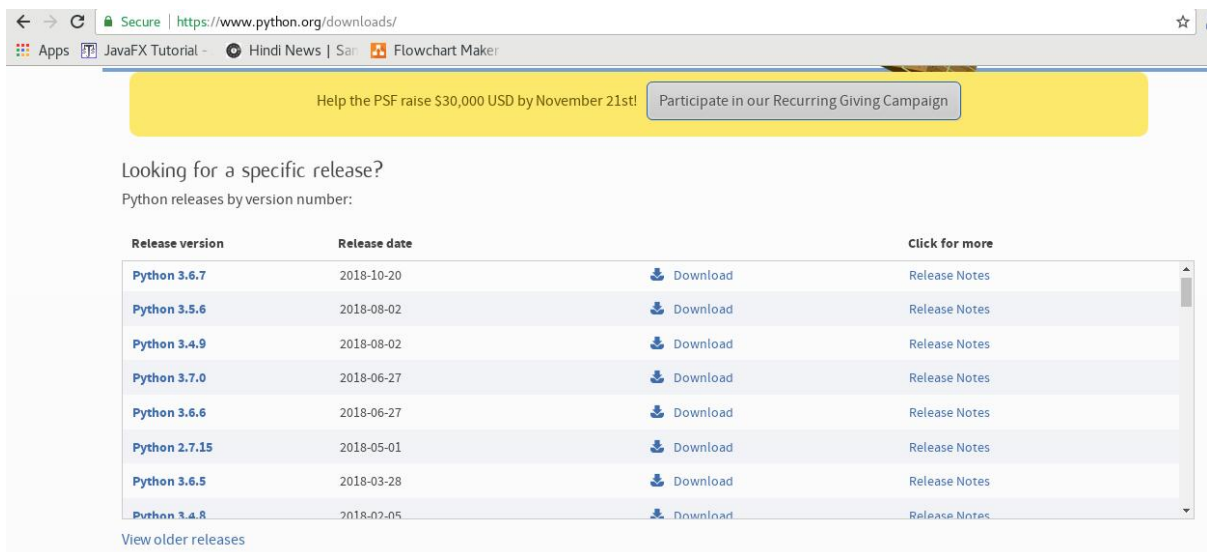 Secure | https://www.python.org/downloads/
Apps JavaFX Tutorial - Hindi News | Sar Flowchart Maker
Help the PSF raise $30,000 USD by November 21st! Participate in our Recurring Giving Campaign
Looking for a specific release?
Python releases by version number:
Release version Release date Click for more
Python 3.6.7 2018-10-20 Download Release Notes
Python 3.5.6 2018-08-02 Download Release Notes
Python 3.4.9 2018-08-02 Download Release Notes
Python 3.7.0 2018-06-27 Download Release Notes
Python 3.6.6 2018-06-27 Download Release Notes
Python 2.7.15 2018-05-01 Download Release Notes
Python 3.6.5 2018-03-28 Download Release Notes
Python 3.4.8 2018-02-05 Download Release Notes
View older releases